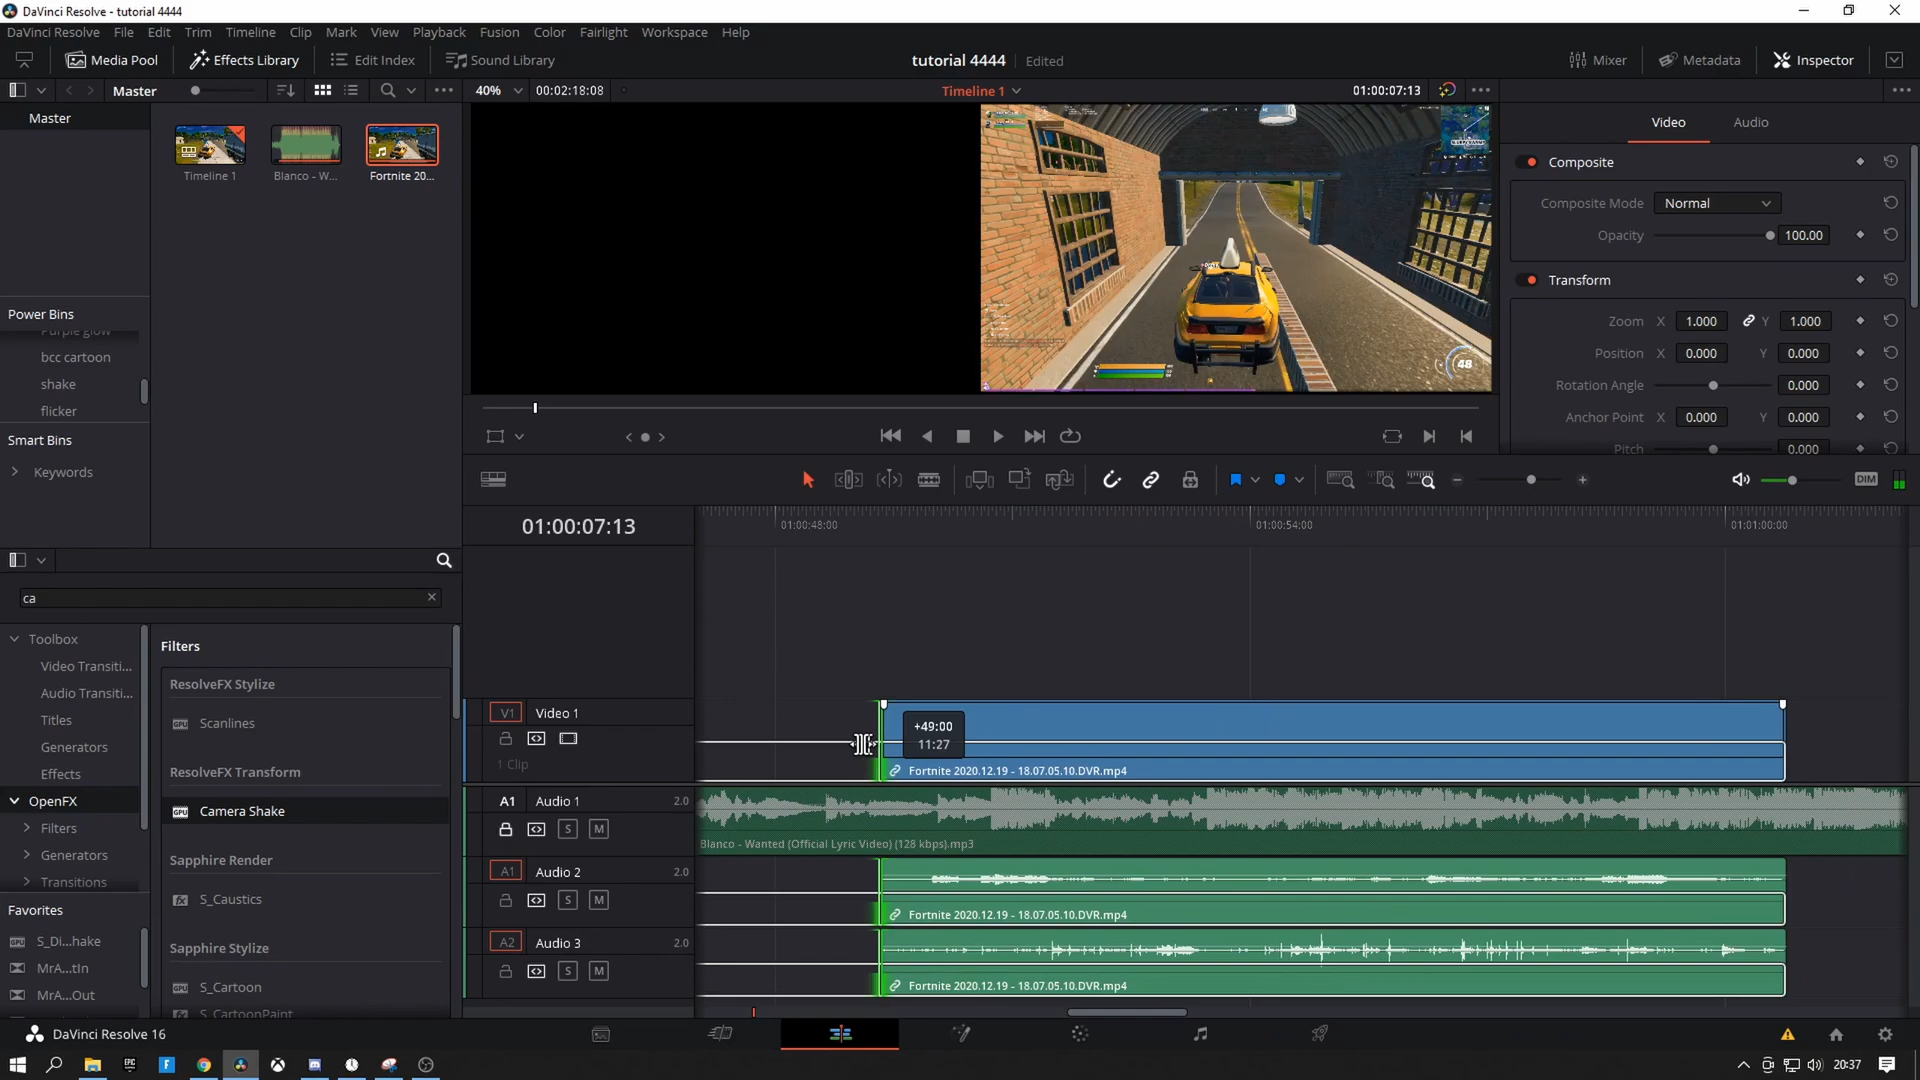 DaVinci Resolve - tutorial 4444
DaVinci Resolve File Edit Trim Timeline Clip Mark View Playback Fusion Color Fairlight Workspace Help
Media Pool Effects Library Edit Index Sound Library tutorial 4444 Edited Mixer Metadata Inspector
Master 40% 00:02:18:08 Timeline 1 01:00:07:13
Master
Timeline 1 Blanco - W... Fortnite 20...
Video Audio
Composite
Composite Mode Normal
Opacity 100.00
Transform
Zoom X 1.000 Y 1.000
Position X 0.000 Y 0.000
Rotation Angle 0.000
Anchor Point X 0.000 Y 0.000
Pitch 0.000
48
Power Bins
Purple glow
bcc cartoon
shake
flicker
Smart Bins
Keywords
DIM
01:00:07:13
01:00:48:00 01:00:54:00 01:01:00:00
ca
Toolbox
Video Transiti...
Audio Transiti...
Titles
Generators
Effects
OpenFX
Filters
Generators
Transitions
Favorites
S_Di...hake
MrA...tIn
MrA...Out
Filters
ResolveFX Stylize
Scanlines
ResolveFX Transform
Camera Shake
Sapphire Render
S_Caustics
Sapphire Stylize
S_Cartoon
S_CartoonPaint
V1 Video 1
1 Clip
+49:00
11:27
Fortnite 2020.12.19 - 18.07.05.10.DVR.mp4
A1 Audio 1 2.0
S M
Blanco - Wanted (Official Lyric Video) (128 kbps).mp3
A1 Audio 2 2.0
S M
Fortnite 2020.12.19 - 18.07.05.10.DVR.mp4
A2 Audio 3 2.0
S M
Fortnite 2020.12.19 - 18.07.05.10.DVR.mp4
DaVinci Resolve 16
EPIC
20:37